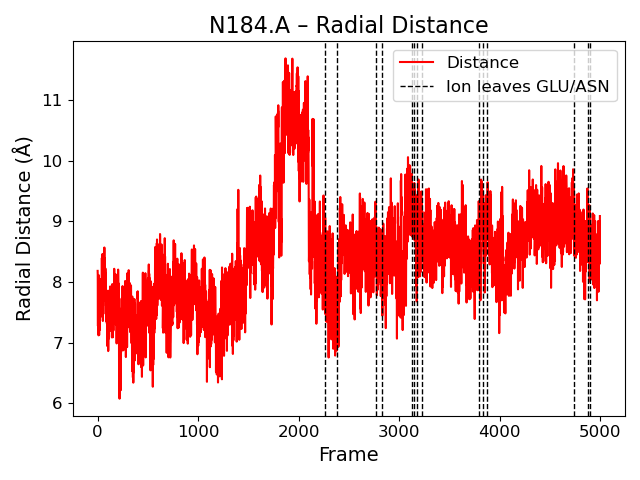 N184.A – Radial Distance
Distance
Ion leaves GLU/ASN
Radial Distance (Å)
11
10
9
8
7
6
0
1000
2000
3000
4000
5000
Frame